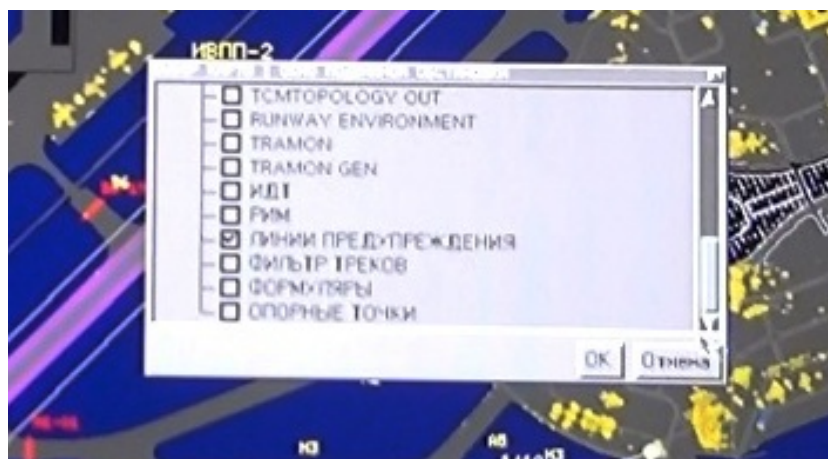 ИВПП-2
TCMTOPOLOGY OUT
RUNWAY ENVIRONMENT
TRAMON
TRAMON GEN
ИДТ
РИМ
ЛИНИИ ПРЕДУПРЕЖДЕНИЯ
ФИЛЬТР ТРЕКОВ
ФОРМУЛЯРЫ
ОПОРНЫЕ ТОЧКИ
OK Отмена